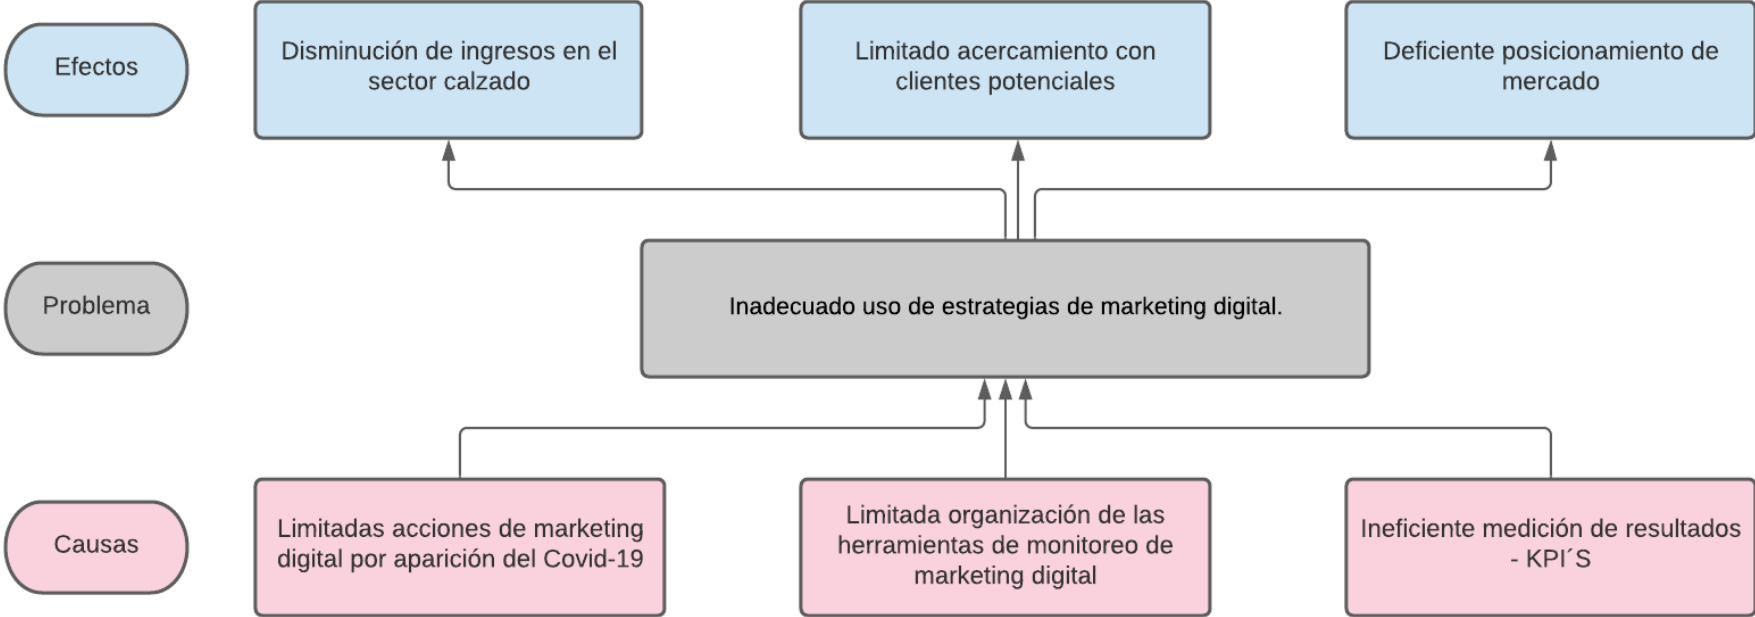 Efectos
Disminución de ingresos en el
sector calzado
Limitado acercamiento con
clientes potenciales
Deficiente posicionamiento de
mercado
Problema
Inadecuado uso de estrategias de marketing digital.
Causas
Limitadas acciones de marketing
digital por aparición del Covid-19
Limitada organización de las
herramientas de monitoreo de
marketing digital
Ineficiente medición de resultados
- KPI´S